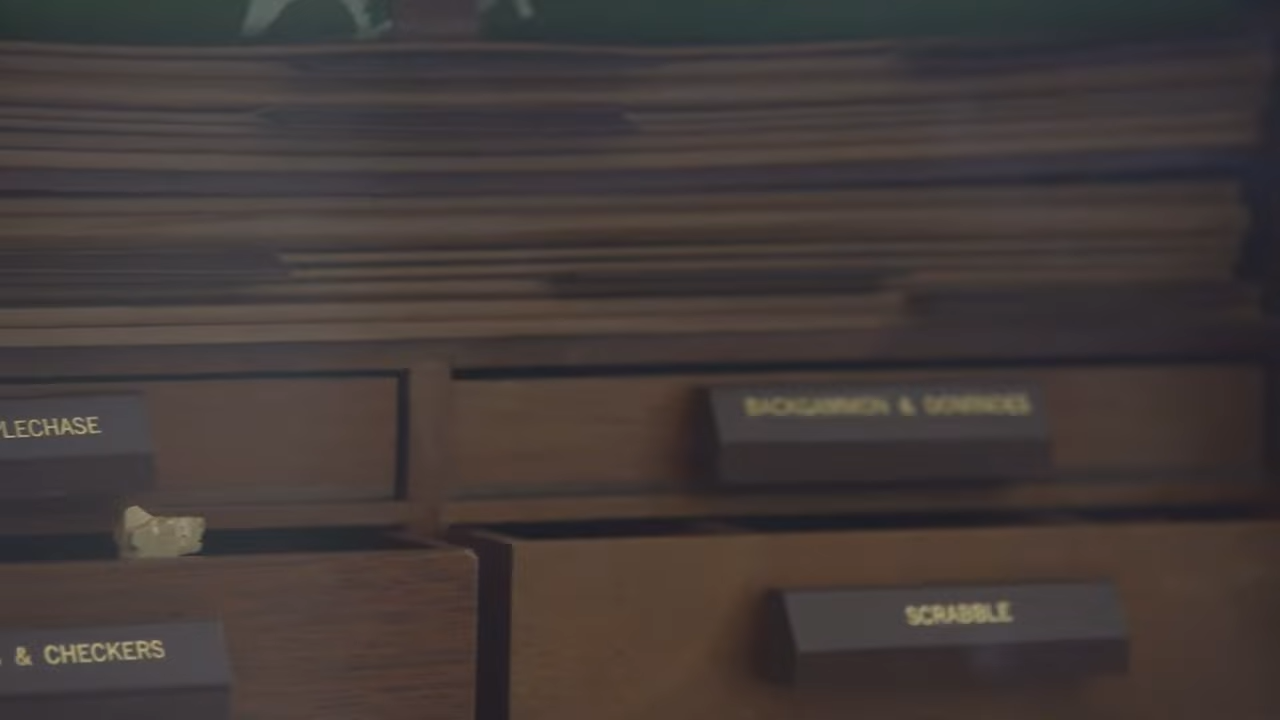 LECHASE
BACKGAMMON & DOMINOES
& CHECKERS
SCRABBLE